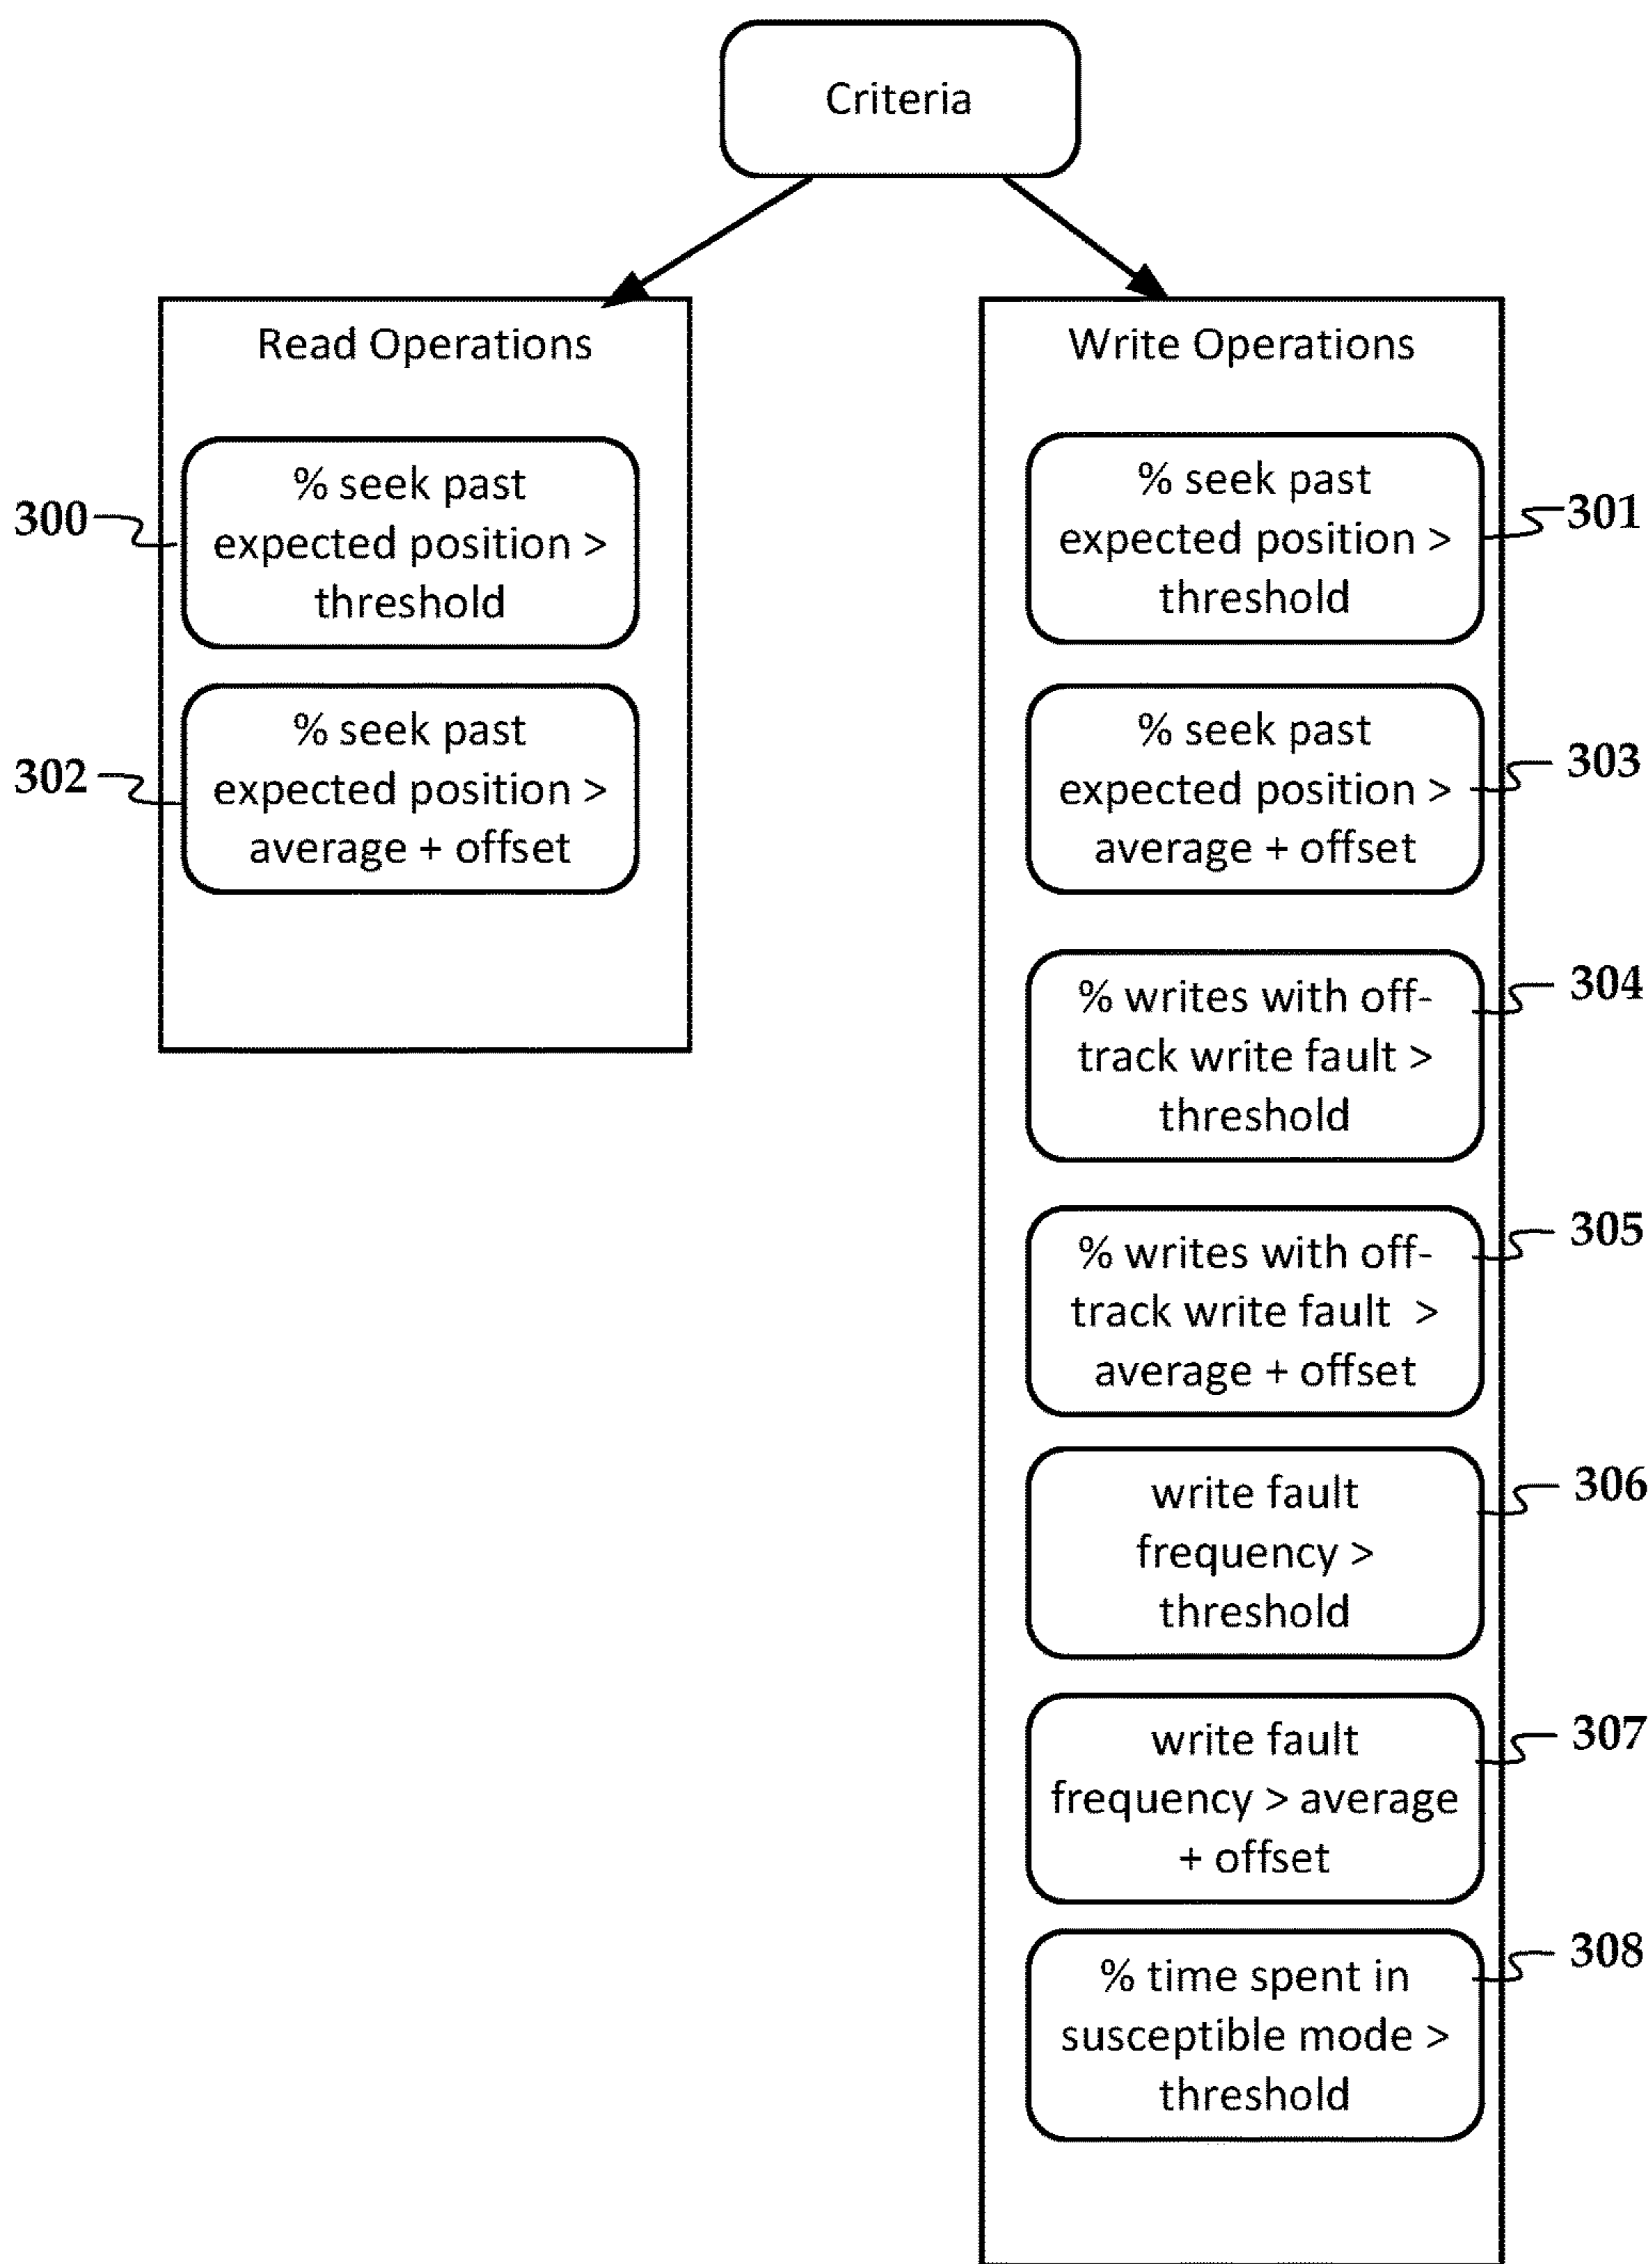 Criteria
Read Operations
% seek past
expected position >
threshold
300
% seek past
expected position >
average + offset
302
Write Operations
% seek past
expected position >
threshold
301
% seek past
expected position >
average + offset
303
% writes with off-
track write fault >
threshold
304
% writes with off-
track write fault  >
average + offset
305
write fault
frequency >
threshold
306
write fault
frequency > average
+ offset
307
% time spent in
susceptible mode >
threshold
308